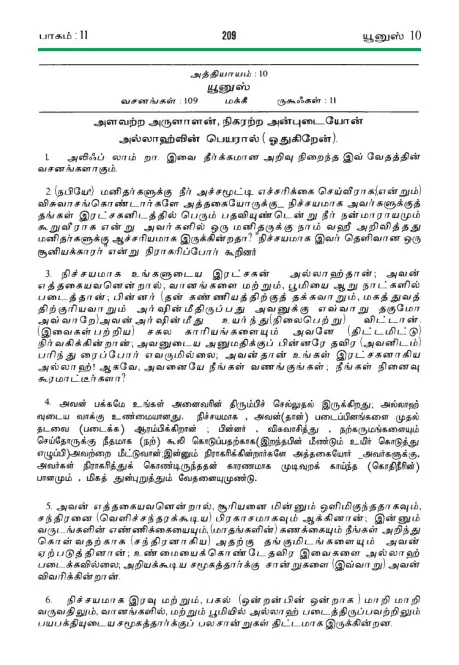 பாகம் : 11 209 யூனுஸ் 10
அத்தியாயம் : 10
யூனுஸ்
வசனங்கள் : 109 மக்கீ ருகூஃகள் : 11
அளவற்ற அருளாளன், நிகரற்ற அன்புடையோன்
அல்லாஹ்வின் பெயரால் ( ஓதுகிறேன்).
1. அலிஃப் லாம் றா. இவை தீர்க்கமான அறிவு நிறைந்த இவ் வேதத்தின்
வசனங்களாகும்.
2. (நபியே!) மனிதர்களுக்கு நீர் அச்சமூட்டி எச்சரிக்கை செய்வீராக!(என்றும்)
விசுவாசங்கொண்டார்களே அத்தகையோருக்கு நிச்சயமாக அவர்களுக்குத்
தங்கள் இரட்சகனிடத்தில் பெரும் பதவியுண்டென்று நீர் நன்மாராயமும்
கூறுவீராக என்று அவர்களில் ஒரு மனிதருக்கு நாம் வஹீ அறிவித்தது
மனிதர்களுக்கு ஆச்சரியமாக இருக்கின்றதா? நிச்சயமாக இவர் தெளிவான ஒரு
சூனியக்காரர் என்று நிராகரிப்போர் கூறினர்
3. நிச்சயமாக உங்களுடைய இரட்சகன் அல்லாஹ்தான்; அவன்
எத்தகையவனென்றால், வானங்களை மற்றும், பூமியை ஆறு நாட்களில்
படைத்தான்; பின்னர் (தன் கண்ணியத்திற்குத் தக்கவாறும், மகத்துவத்
திற்குரியவாறும் அர்ஷின்மீதிருப்பது அவனுக்கு எவ்வாறு தகுமோ
அவ்வாறே)அவன்அர்ஷின்மீது உயர்ந்து(நிலைபெற்று) விட்டான்.
(இவைகள்பற்றிய) சகல காரியங்களையும் அவனே (திட்டமிட்டு)
நிர்வகிக்கின்றான்; அவனுடைய அனுமதிக்குப் பின்னரே தவிர (அவனிடம்)
பரிந்து ரைப்போர் எவருமில்லை; அவன்தான் உங்கள் இரட்சகனாகிய
அல்லாஹ்! ஆகவே, அவனையே நீங்கள் வணங்குங்கள்; நீங்கள் நினைவு
கூரமாட்டீர்களா?
4. அவன் பக்கமே உங்கள் அனைவரின் திரும்பிச் செல்லுதல் இருக்கிறது; அல்லாஹ்
வுடைய வாக்கு உண்மையானது. நிச்சயமாக , அவன்(தான்) படைப்பினங்களை முதல்
தடவை (படைக்க) ஆரம்பிக்கிறான் ; பின்னர் , விசுவாசித்து , நற்கருமங்களையும்
செய்தோருக்கு நீதமாக (நற்) கூலி கொடுப்பதற்காக(இறந்தபின் மீண்டும் உயிர் கொடுத்து
எழுப்பி)அவற்றை மீட்டுவான்;இன்னும் நிராகரிக்கின்றார்களே அத்தகையோர் அவர்களுக்கு,
அவர்கள் நிராகரித்துக் கொண்டிருந்ததன் காரணமாக முடிவுறக் காய்ந்த (கொதிநீரின்)
பானமும் , மிகத் துன்புறுத்தும் வேதனையுமுண்டு.
5. அவன் எத்தகையவனென்றால், சூரியனை மின்னும் ஒளிமிகுந்ததாகவும்,
சந்திரனை (வெளிச்சந்தரக்கூடிய) பிரகாசமாகவும் ஆக்கினான்; இன்னும்
வருடங்களின் எண்ணிக்கையையும், (மாதங்களின்) கணக்கையும் நீங்கள் அறிந்து
கொள்வதற்காக (சந்திரனாகிய) அதற்கு தங்குமிடங்களையும் அவன்
ஏற்படுத்தினான்; உண்மையைக்கொண்டேதவிர இவைகளை அல்லாஹ்
படைக்கவில்லை; அறியக்கூடிய சமூகத்தார்க்கு சான்றுகளை (இவ்வாறு) அவன்
விவரிக்கின்றான்.
6. நிச்சயமாக இரவு மற்றும், பகல் (ஒன்றன்பின் ஒன்றாக ) மாறி மாறி
வருவதிலும், வானங்களில், மற்றும் பூமியில் அல்லாஹ் படைத்திருப்பவற்றிலும்
பயபக்தியுடைய சமூகத்தார்க்குப் பல சான்றுகள் திட்டமாக இருக்கின்றன.